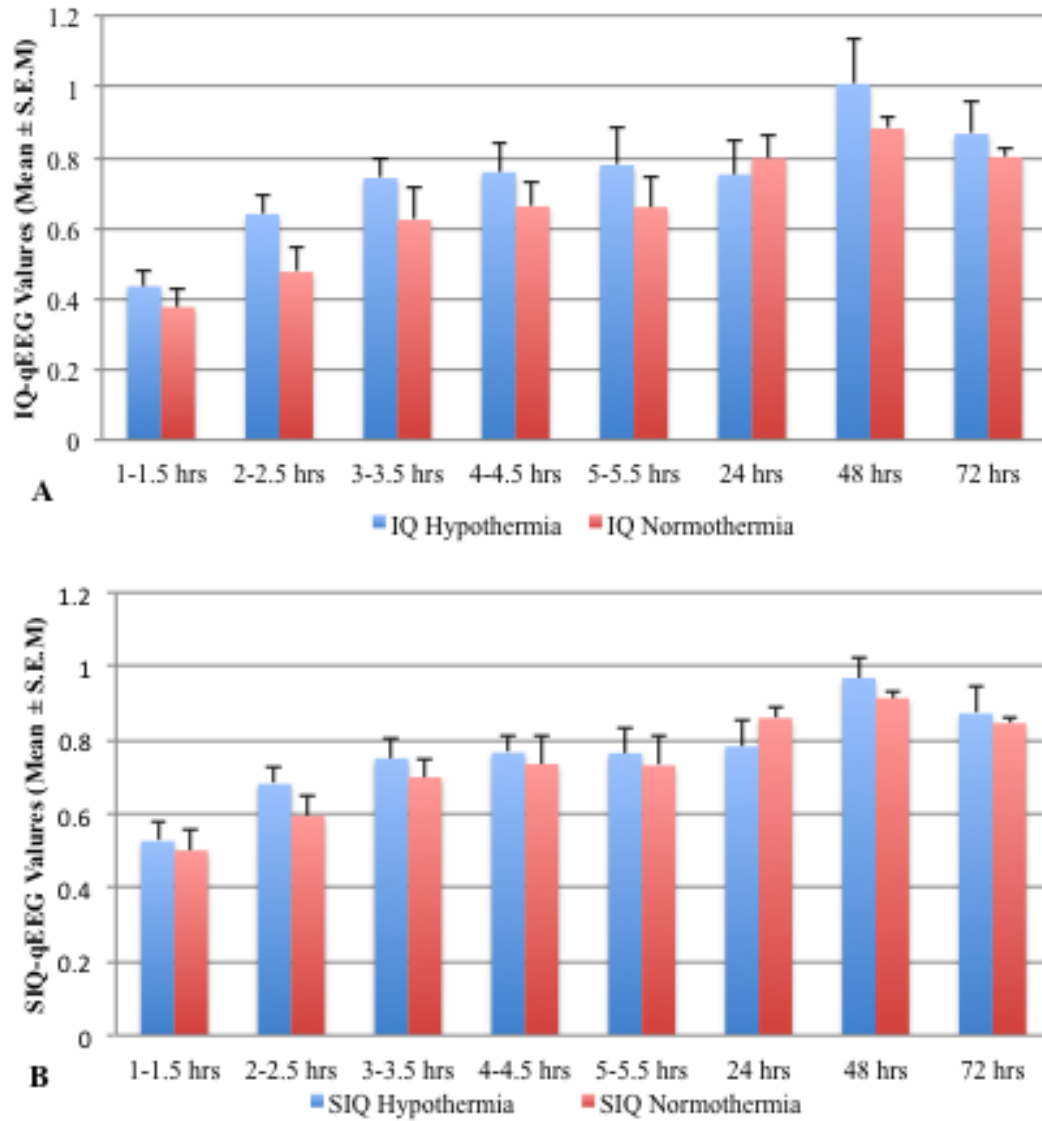 IQ-qEEG Valures (Mean ± S.E.M)
1.2
1
0.8
0.6
0.4
0.2
0
1-1.5 hrs 2-2.5 hrs 3-3.5 hrs 4-4.5 hrs 5-5.5 hrs 24 hrs 48 hrs 72 hrs
A
IQ Hypothermia IQ Normothermia
SIQ-qEEG Valures (Mean ± S.E.M)
1.2
1
0.8
0.6
0.4
0.2
0
1-1.5 hrs 2-2.5 hrs 3-3.5 hrs 4-4.5 hrs 5-5.5 hrs 24 hrs 48 hrs 72 hrs
B
SIQ Hypothermia SIQ Normothermia